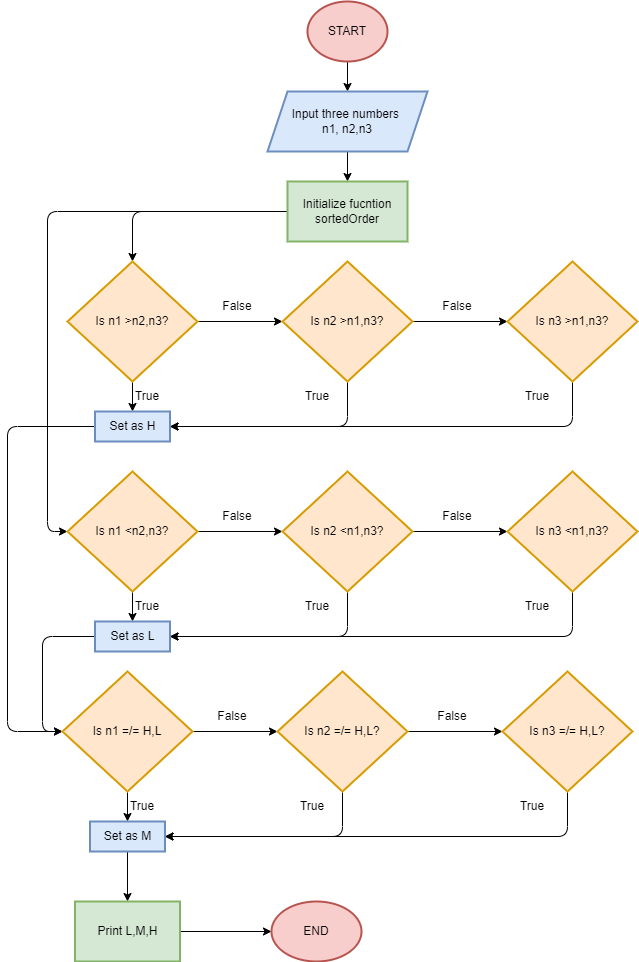 START
Input three numbers
n1, n2,n3
Initialize fucntion
sortedOrder
Is n1 >n2,n3?
False
Is n2 >n1,n3?
False
Is n3 >n1,n3?
True
True
True
Set as H
Is n1 <n2,n3?
False
Is n2 <n1,n3?
False
Is n3 <n1,n3?
True
True
True
Set as L
Is n1 =/= H,L
False
Is n2 =/= H,L?
False
Is n3 =/= H,L?
True
True
True
Set as M
Print L,M,H
END